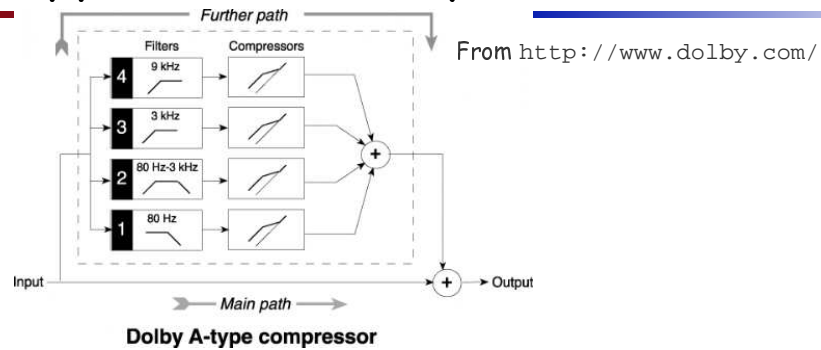 Further path
From http://www.dolby.com/
Filters Compressors
4 9 kHz
3 3 kHz
2 80 Hz-3 kHz
1 80 Hz
+
Input + Output
Main path
Dolby A-type compressor